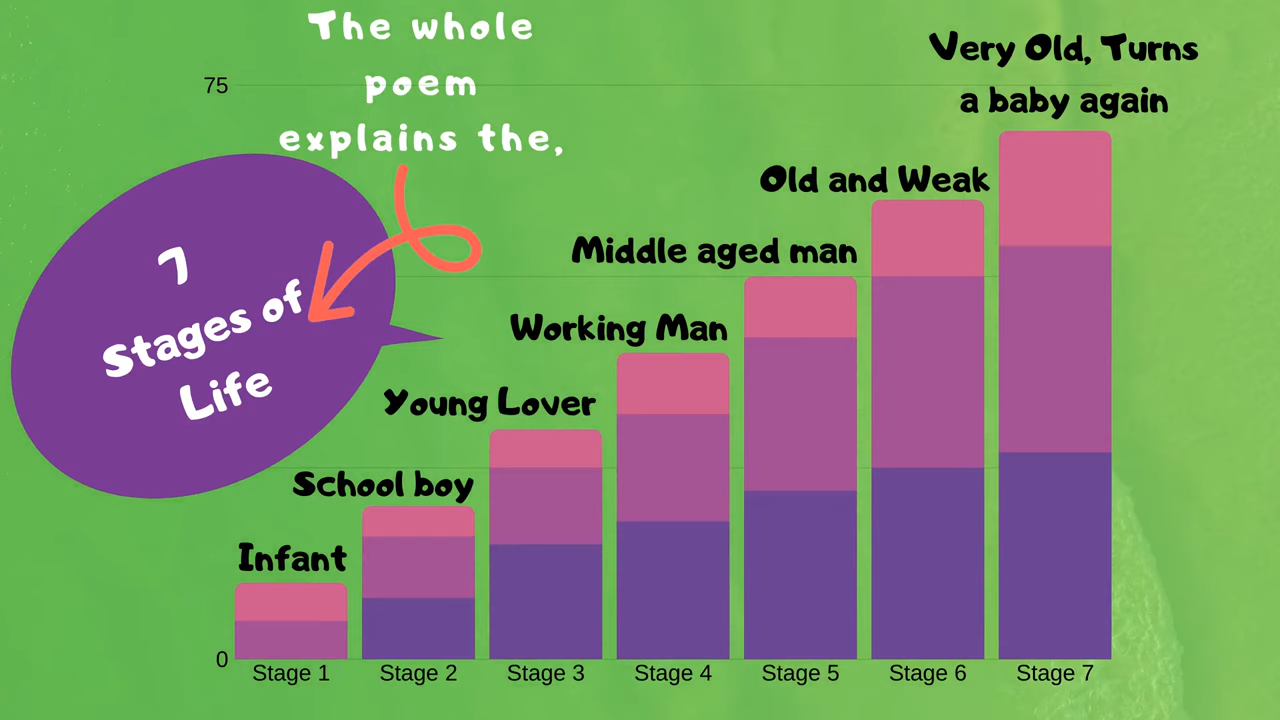 The whole
poem
explains the,
7
Stages of
Life
75
0
Infant
School boy
Young Lover
Working Man
Middle aged man
Old and Weak
Very Old, Turns
a baby again
Stage 1
Stage 2
Stage 3
Stage 4
Stage 5
Stage 6
Stage 7